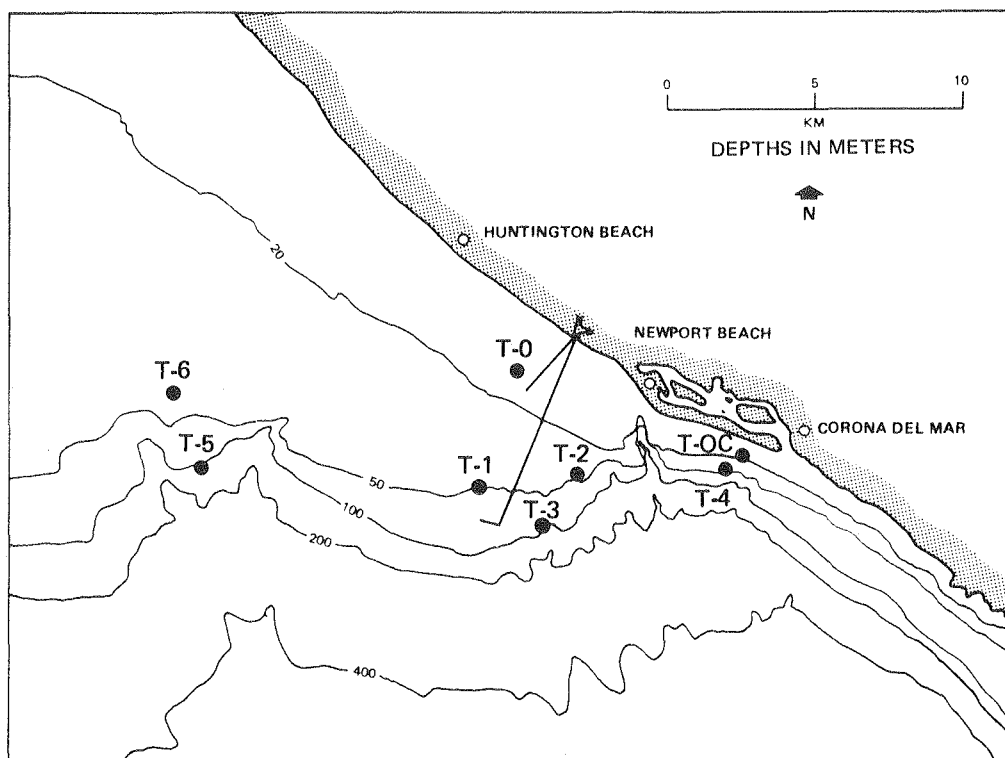 0 5 10
KM
DEPTHS IN METERS
N
HUNTINGTON BEACH
20
NEWPORT BEACH
T-0
T-6
CORONA DEL MAR
T-OC
T-5
T-2
T-1
50
T-4
100
T-3
200
400